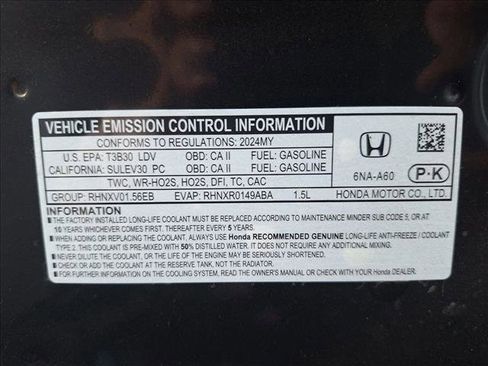 VEHICLE EMISSION CONTROL INFORMATION
CONFORMS TO REGULATIONS: 2024MY
U.S. EPA: T3B30 LDV OBD: CA II FUEL: GASOLINE
CALIFORNIA: SULEV30 PC OBD: CA II FUEL: GASOLINE
TWC, WR-HO2S, HO2S, DFI, TC, CAC
GROUP: RHNXV01.56EB EVAP: RHNXR0149ABA 1.5L
6NA-A60
P·K
HONDA MOTOR CO., LTD.
INFORMATION
■ THE FACTORY INSTALLED LONG-LIFE COOLANT MUST BE REPLACED ACCORDING TO MAINTENANCE MINDER SUB CODE 5, OR AT
10 YEARS WHICHEVER COMES FIRST. THEREAFTER EVERY 5 YEARS.
■ WHEN ADDING OR REPLACING THE COOLANT, ALWAYS USE Honda RECOMMENDED GENUINE LONG-LIFE ANTI-FREEZE / COOLANT
TYPE 2. THIS COOLANT IS PRE-MIXED WITH 50% DISTILLED WATER. IT DOES NOT REQUIRE ANY ADDITIONAL MIXING.
■ NEVER USE ORDINARY WATER, OR THE LIFE OF THE ENGINE MAY BE SERIOUSLY DECREASED.
■ CHECK OR ADD THE COOLANT AT THE RESERVE TANK, NOT THE RADIATOR.
■ FOR FURTHER INFORMATION ON THE COOLING SYSTEM, READ THE OWNER'S MANUAL OR CHECK WITH YOUR Honda DEALER.